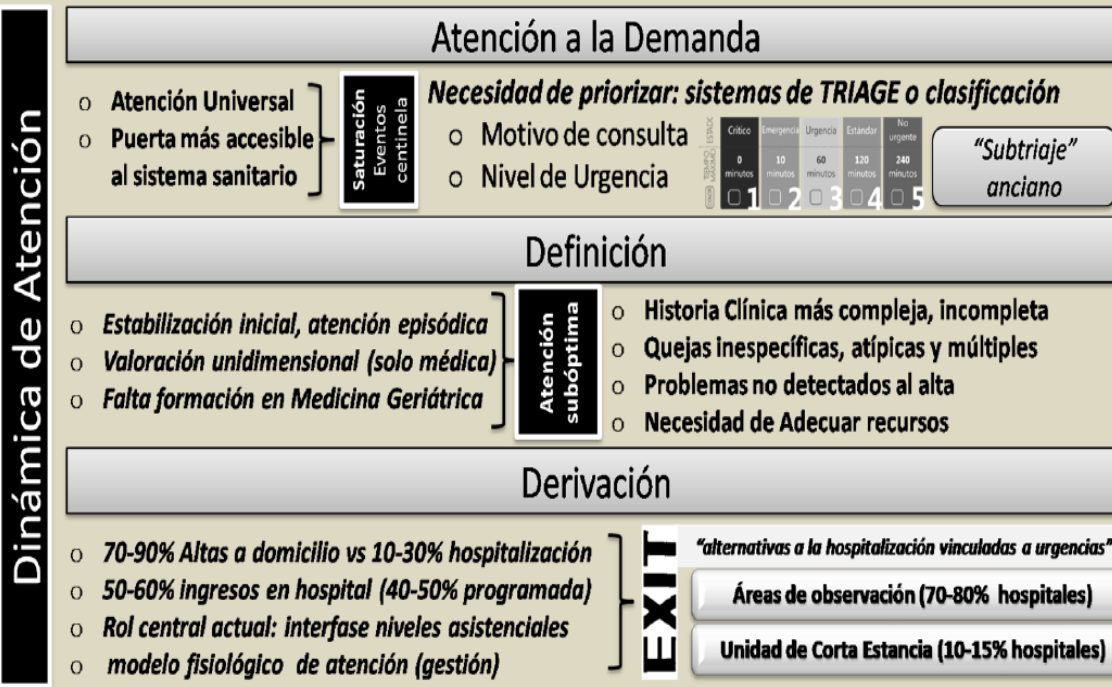 Dinámica de Atención
Atención a la Demanda
o Atención Universal
o Puerta más accesible
al sistema sanitario
Saturación
Eventos
centinela
Necesidad de priorizar: sistemas de TRIAGE o clasificación
o Motivo de consulta
o Nivel de Urgencia
ESTACK
Crítico Emergencia Urgencia Estándar No urgente
TIEMPO MÁXIMO
0 minutos 10 minutos 60 minutos 120 minutos 240 minutos
COLOR
1 2 3 4 5
"Subtriaje"
anciano
Definición
o Estabilización inicial, atención episódica
o Valoración unidimensional (solo médica)
o Falta formación en Medicina Geriátrica
Atención
subóptima
o Historia Clínica más compleja, incompleta
o Quejas inespecíficas, atípicas y múltiples
o Problemas no detectados al alta
o Necesidad de Adecuar recursos
Derivación
o 70-90% Altas a domicilio vs 10-30% hospitalización
o 50-60% ingresos en hospital (40-50% programada)
o Rol central actual: interfase niveles asistenciales
o modelo fisiológico de atención (gestión)
EXIT
"alternativas a la hospitalización vinculadas a urgencias"
Áreas de observación (70-80% hospitales)
Unidad de Corta Estancia (10-15% hospitales)